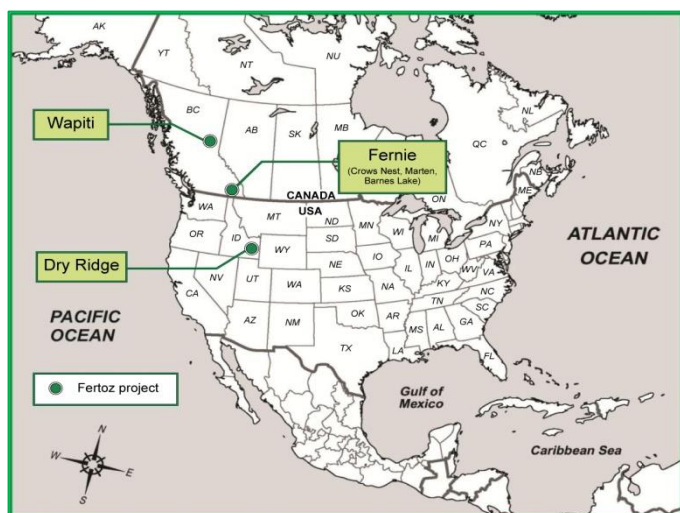 AK
YT
NT
NU
BC
AB
SK
MB
ON
QC
NL
NB
ME
Wapiti
Fernie
(Crows Nest, Marten,
Barnes Lake)
CANADA
USA
Dry Ridge
WA
MT
ND
MN
OR
ID
WY
SD
WI
MI
NY
NV
UT
WA
NE
IO
IL
IN
OH
PA
CA
KS
NA
KY
WV
VA
AZ
NM
OK
AR
TN
NC
SC
TX
LA
MS
AL
GA
FL
ATLANTIC
OCEAN
PACIFIC
OCEAN
Fertoz project
Gulf of
Mexico
Caribbean Sea
N
W
E
S